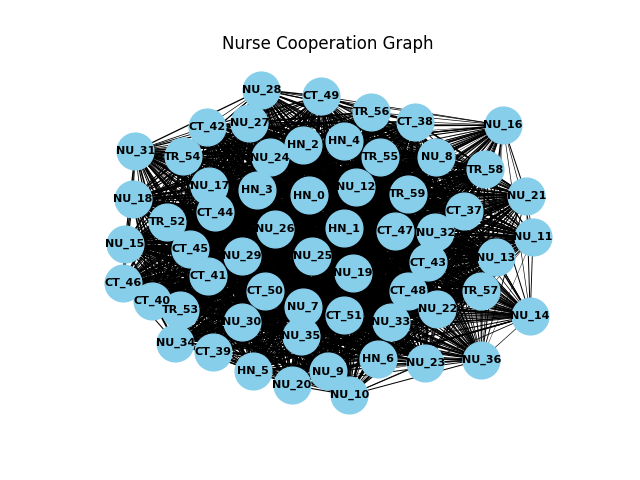 Nurse Cooperation Graph
NU_28
CT_49
TR_56
CT_38
NU_16
CT_42
NU_27
HN_2
HN_4
NU_31
TR_54
NU_24
TR_55
NU_8
TR_58
NU_17
HN_3
HN_0
NU_12
TR_59
NU_21
NU_18
CT_44
CT_37
TR_52
NU_26
HN_1
CT_47
NU_32
NU_11
NU_15
CT_45
NU_29
NU_25
CT_43
NU_13
CT_46
CT_41
NU_19
CT_40
TR_53
CT_50
NU_7
CT_48
TR_57
NU_22
NU_30
CT_51
NU_33
NU_14
NU_34
CT_39
NU_35
HN_5
NU_9
HN_6
NU_23
NU_36
NU_20
NU_10